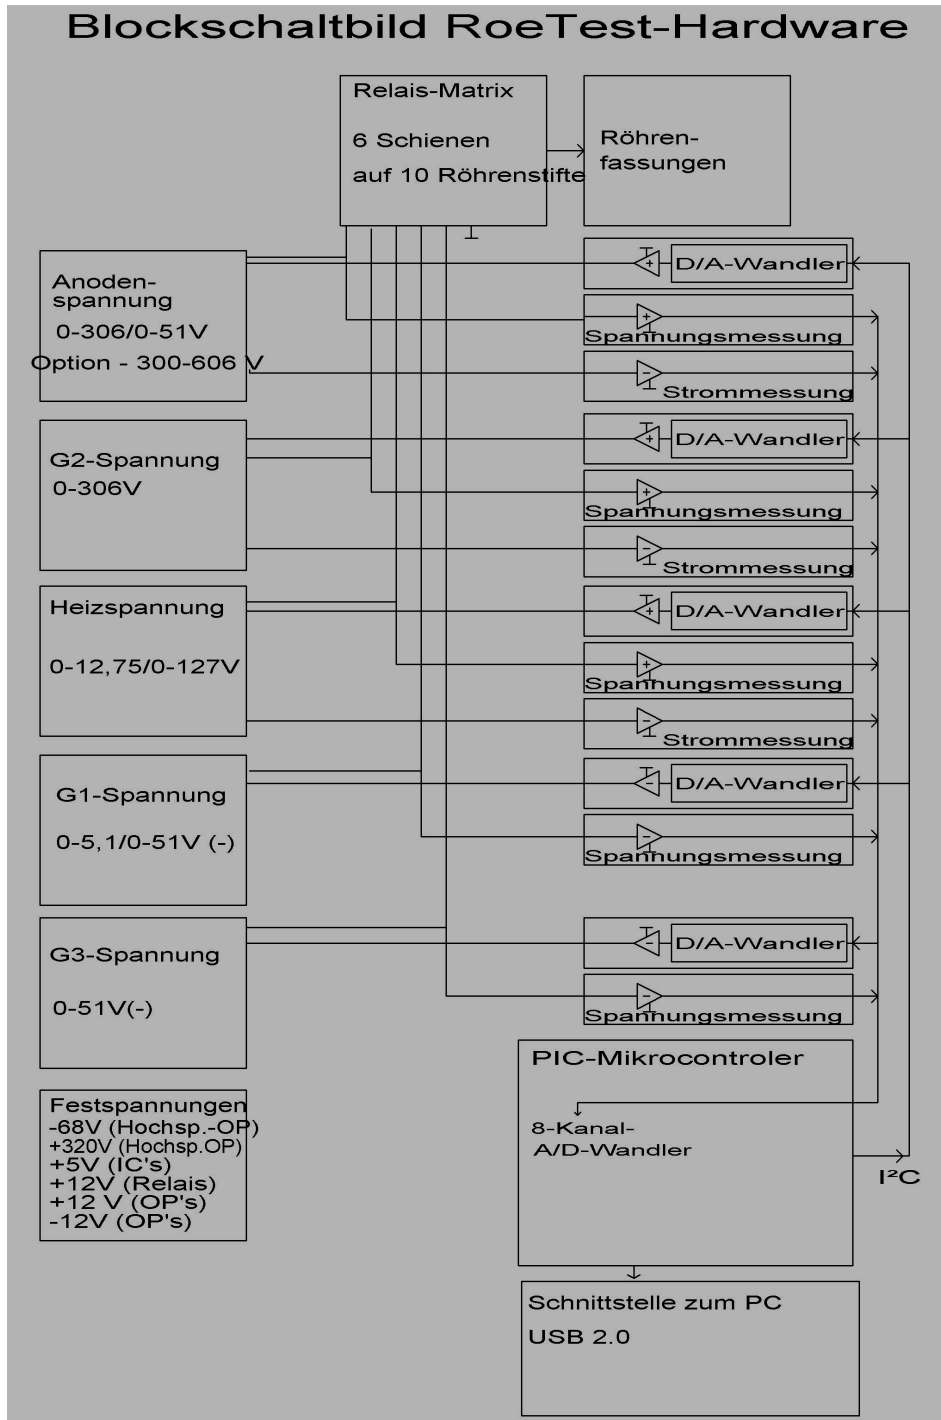 Blockschaltbild RoeTest-Hardware
Relais-Matrix
6 Schienen
auf 10 Röhrenstifte
Röhren-
fassungen
Anoden-
spannung
0-306/0-51V
Option - 300-606 V
+
D/A-Wandler
+
Spannungsmessung
-
Strommessung
G2-Spannung
0-306V
+
D/A-Wandler
+
Spannungsmessung
-
Strommessung
Heizspannung
0-12,75/0-127V
+
D/A-Wandler
+
Spannungsmessung
-
Strommessung
G1-Spannung
0-5,1/0-51V (-)
-
D/A-Wandler
-
Spannungsmessung
G3-Spannung
0-51V(-)
-
D/A-Wandler
-
Spannungsmessung
Festspannungen
-68V (Hochsp.-OP)
+320V (Hochsp.OP)
+5V (IC's)
+12V (Relais)
+12 V (OP's)
-12V (OP's)
PIC-Mikrocontroler
8-Kanal-
A/D-Wandler
I²C
Schnittstelle zum PC
USB 2.0